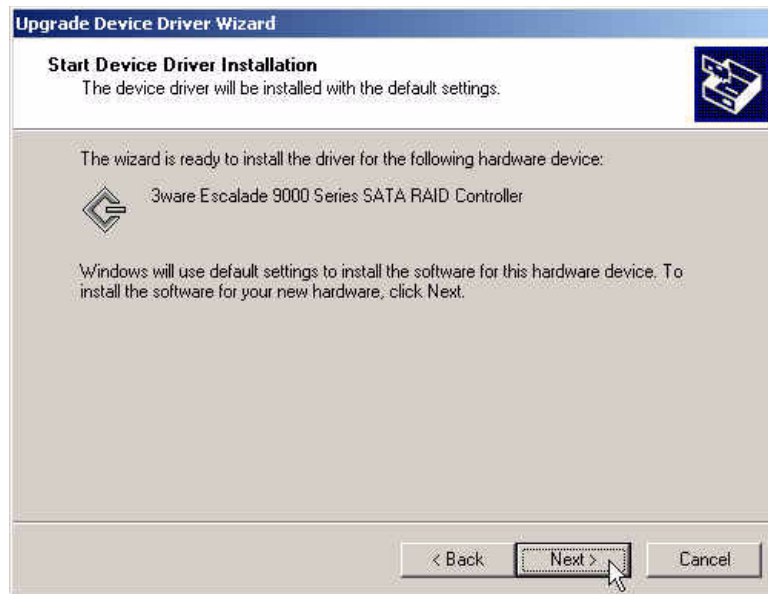 Upgrade Device Driver Wizard
Start Device Driver Installation
The device driver will be installed with the default settings.
The wizard is ready to install the driver for the following hardware device:
3ware Escalade 9000 Series SATA RAID Controller
Windows will use default settings to install the software for this hardware device. To
install the software for your new hardware, click Next.
< Back Next > Cancel